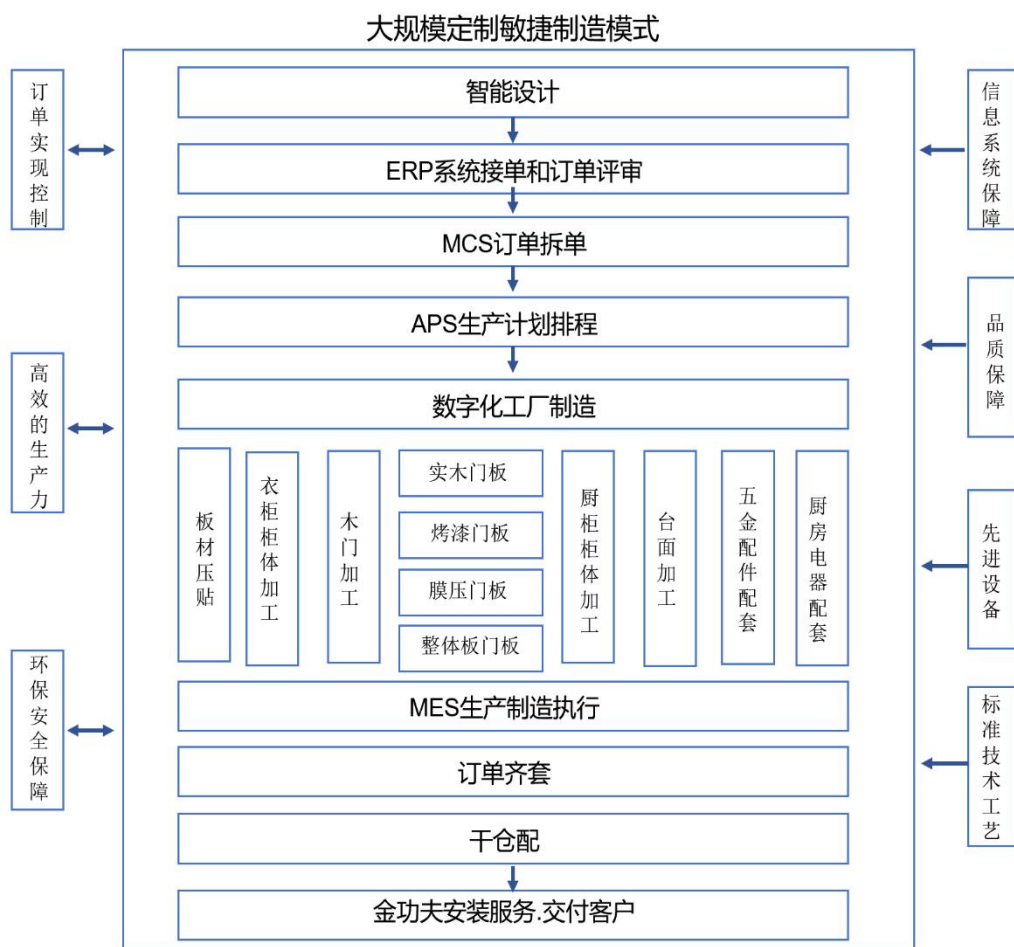 大规模定制敏捷制造模式
订单实现控制
高效的生产力
环保安全保障
智能设计
ERP系统接单和订单评审
MCS订单拆单
APS生产计划排程
数字化工厂制造
板材压贴
衣柜柜体加工
木门加工
实木门板
烤漆门板
膜压门板
整体板门板
厨柜柜体加工
台面加工
五金配件配套
厨房电器配套
MES生产制造执行
订单齐套
干仓配
金功夫安装服务.交付客户
信息系统保障
品质保障
先进设备
标准技术工艺